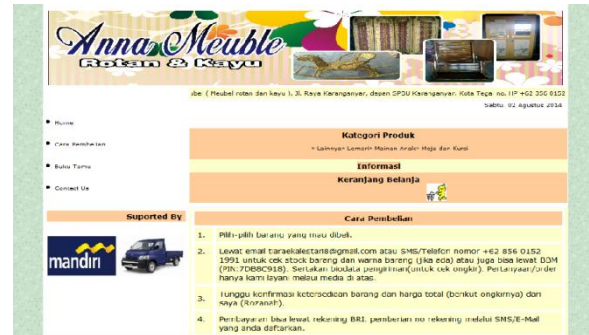 Anna Meuble
Rotan & Kayu
( Meubel rotan dan kayu ), Jl. Raya Karanganyar, depan SPBU Karanganyar, Kota Tegal no. HP +62 856 0152
Sabtu, 02 Agustus 2014
Home
Cara Pembelian
Buku Tamu
Contact Us
Kategori Produk
• Lainnya• Lemari• Mainan Anak• Meja dan Kursi
Informasi
Keranjang Belanja
Suported By
mandiri
Cara Pembelian
1. Pilih-pilih barang yang mau dibeli.
2. Lewat email tiaraekalestari8@gmail.com atau SMS/Telefon nomor +62 856 0152
1991 untuk cek stock barang dan warna barang (jika ada) atau juga bisa lewat BBM
(PIN:7DB8C918). Sertakan biodata pengiriman(untuk cek ongkir). Pertanyaan/order
hanya kami layani melau media di atas.
3. Tunggu konfirmasi ketersediaan barang dan harga total (berikut ongkirnya) dari
saya (Rozanah).
4. Pembayaran bisa lewat rekening BRI. pemberian no rekening melalui SMS/E-Mail
yang anda daftarkan.